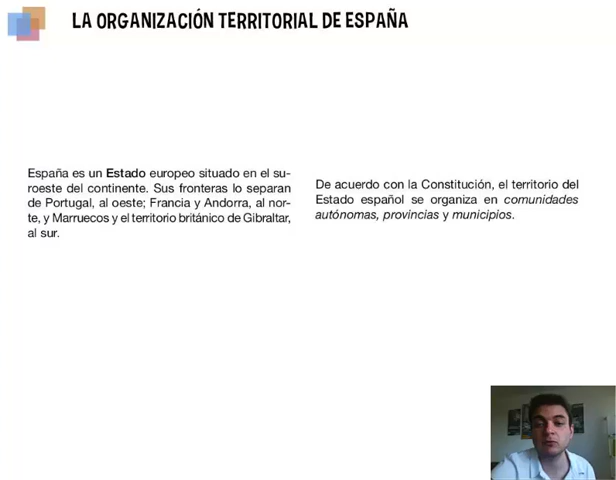 LA ORGANIZACIÓN TERRITORIAL DE ESPAÑA
España es un Estado europeo situado en el su-
roeste del continente. Sus fronteras lo separan
de Portugal, al oeste; Francia y Andorra, al nor-
te, y Marruecos y el territorio británico de Gibraltar,
al sur.
De acuerdo con la Constitución, el territorio del
Estado español se organiza en comunidades
autónomas, provincias y municipios.